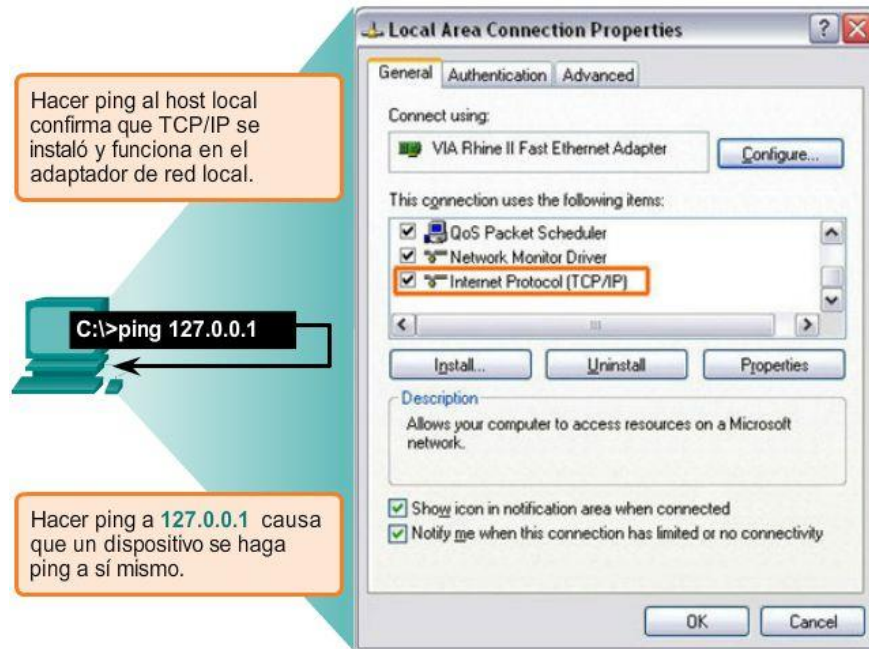 Hacer ping al host local
confirma que TCP/IP se
instaló y funciona en el
adaptador de red local.
C:\>ping 127.0.0.1
Hacer ping a 127.0.0.1 causa
que un dispositivo se haga
ping a sí mismo.
Local Area Connection Properties
General Authentication Advanced
Connect using:
VIA Rhine II Fast Ethernet Adapter
Configure...
This connection uses the following items:
QoS Packet Scheduler
Network Monitor Driver
Internet Protocol (TCP/IP)
Install... Uninstall Properties
Description
Allows your computer to access resources on a Microsoft
network.
Show icon in notification area when connected
Notify me when this connection has limited or no connectivity
OK Cancel